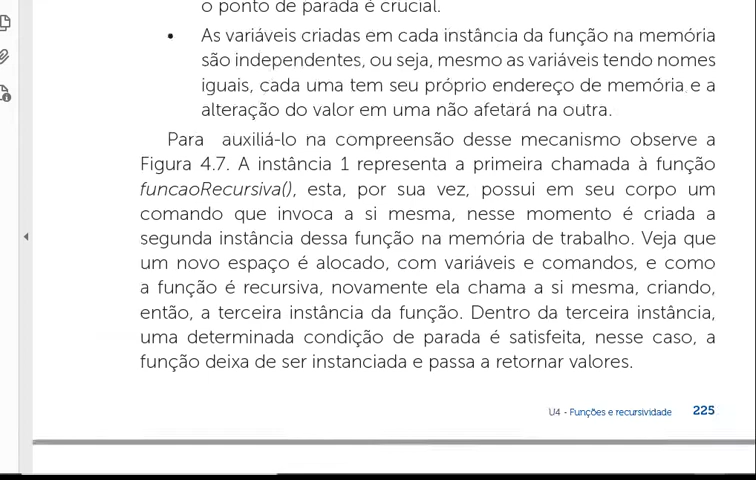 o ponto de parada é crucial.
• As variáveis criadas em cada instância da função na memória
são independentes, ou seja, mesmo as variáveis tendo nomes
iguais, cada uma tem seu próprio endereço de memória e a
alteração do valor em uma não afetará na outra.
Para auxiliá-lo na compreensão desse mecanismo observe a
Figura 4.7. A instância 1 representa a primeira chamada à função
funcaoRecursiva(), esta, por sua vez, possui em seu corpo um
comando que invoca a si mesma, nesse momento é criada a
segunda instância dessa função na memória de trabalho. Veja que
um novo espaço é alocado, com variáveis e comandos, e como
a função é recursiva, novamente ela chama a si mesma, criando,
então, a terceira instância da função. Dentro da terceira instância,
uma determinada condição de parada é satisfeita, nesse caso, a
função deixa de ser instanciada e passa a retornar valores.
U4 - Funções e recursividade 225